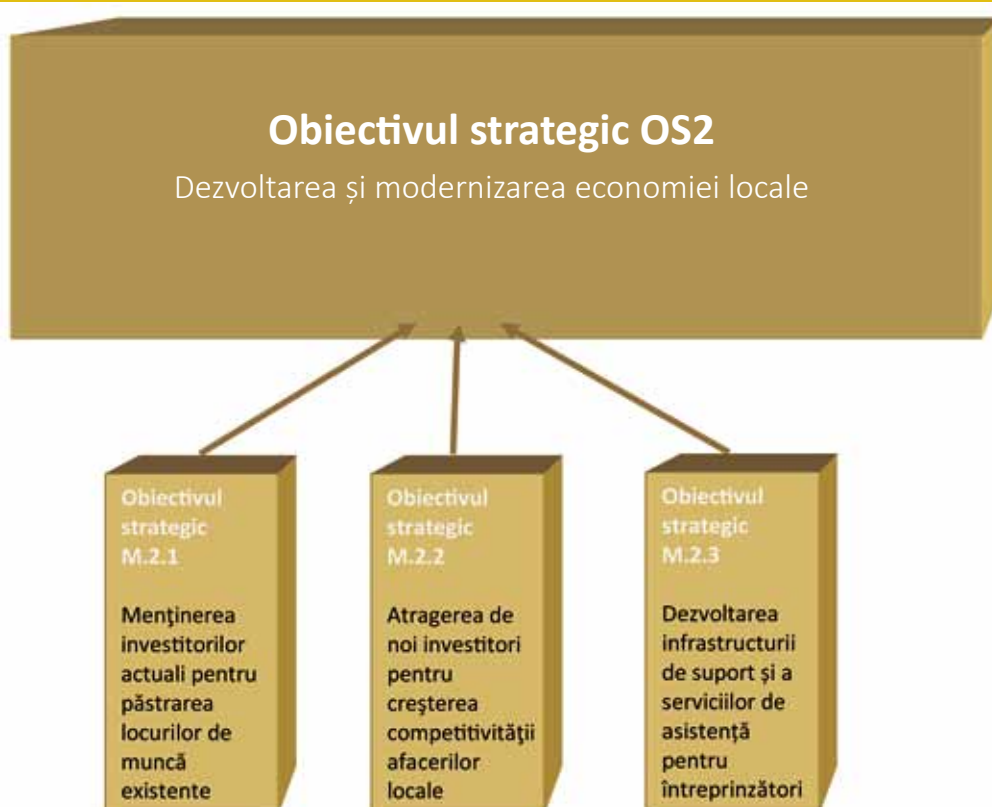 Obiectivul strategic OS2
Dezvoltarea și modernizarea economiei locale
Obiectivul
strategic
M.2.1
Menţinerea
investitorilor
actuali pentru
păstrarea
locurilor de
muncă
existente
Obiectivul
strategic
M.2.2
Atragerea de
noi investitori
pentru
creşterea
competitivităţii
afacerilor
locale
Obiectivul
strategic
M.2.3
Dezvoltarea
infrastructurii
de suport și a
serviciilor de
asistență
pentru
întreprinzători